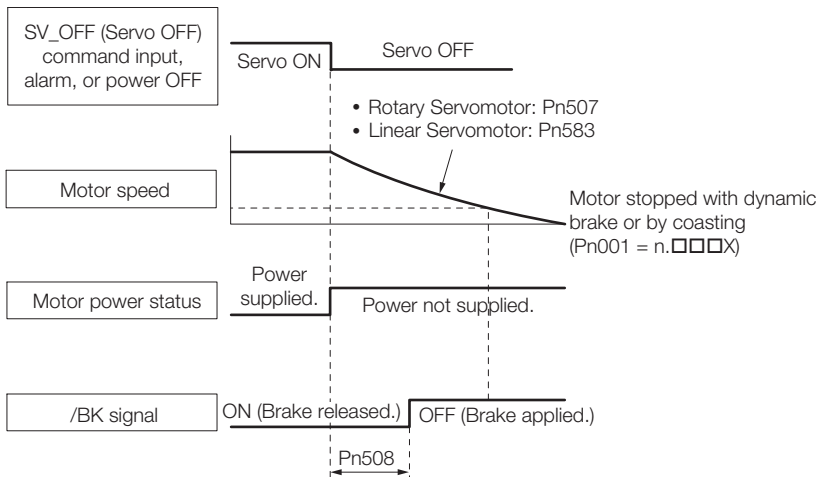 SV_OFF (Servo OFF)
command input,
alarm, or power OFF
Servo ON
Servo OFF
• Rotary Servomotor: Pn507
• Linear Servomotor: Pn583
Motor speed
Motor stopped with dynamic
brake or by coasting
(Pn001 = n.□□□X)
Motor power status
Power
supplied.
Power not supplied.
/BK signal
ON (Brake released.)
OFF (Brake applied.)
Pn508